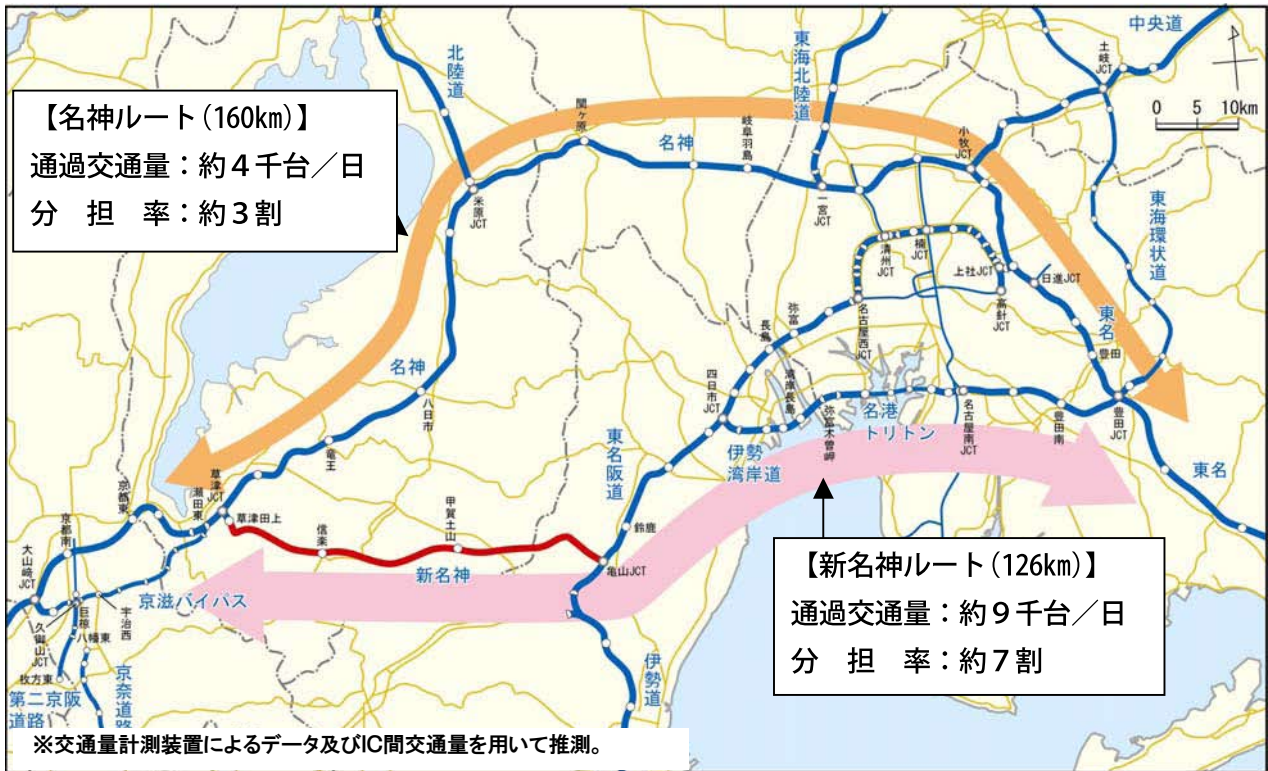 中央道
土岐JCT
0 5 10km
北陸道
東海北陸道
【名神ルート(160km)】
通過交通量:約4千台/日
分 担 率:約3割
関ヶ原
名神
岐阜羽島
小牧JCT
米原JCT
一宮JCT
東海環状道
清州JCT
楠JCT
上社JCT
日進JCT
高針JCT
名古屋西JCT
弥富
長島
東名
豊田
名神
八日市
四日市JCT
湾岸長島
弥富木曽岬
名港トリトン
名古屋南JCT
豊田南
豊田JCT
東名
竜王
東名阪道
伊勢湾岸道
草津JCT
瀬田東
京都東
草津田上
信楽
甲賀土山
鈴鹿
京都南
大山崎JCT
新名神
亀山JCT
京滋バイパス
【新名神ルート(126km)】
通過交通量:約9千台/日
分 担 率:約7割
宇治西
巨椋
久御山JCT
八幡東
枚方東
第二京阪道路
京奈道路
伊勢道
※交通量計測装置によるデータ及びIC間交通量を用いて推測。